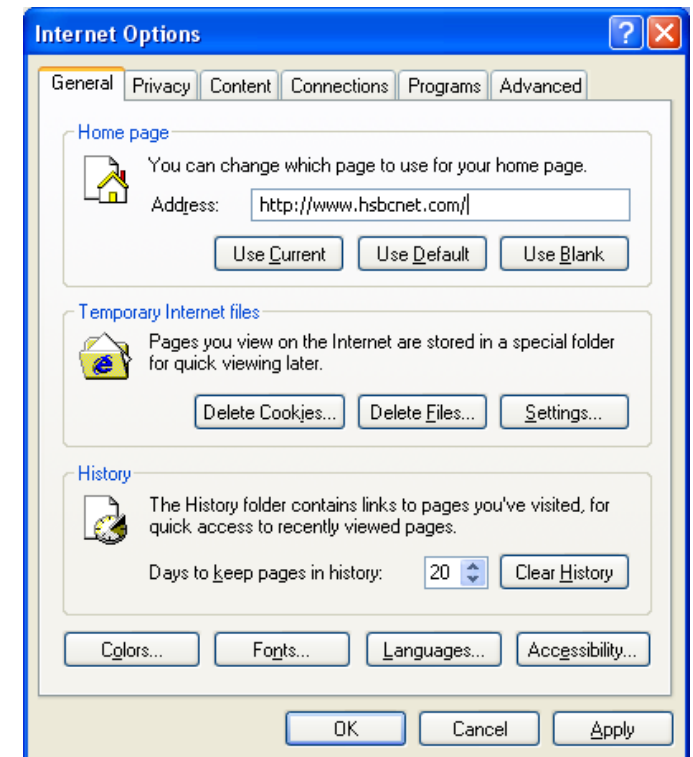 Internet Options
General Privacy Content Connections Programs Advanced
Home page
You can change which page to use for your home page.
Address: http://www.hsbcnet.com/
Use Current Use Default Use Blank
Temporary Internet files
Pages you view on the Internet are stored in a special folder
for quick viewing later.
Delete Cookies... Delete Files... Settings...
History
The History folder contains links to pages you've visited, for
quick access to recently viewed pages.
Days to keep pages in history: 20 Clear History
Colors... Fonts... Languages... Accessibility...
OK Cancel Apply